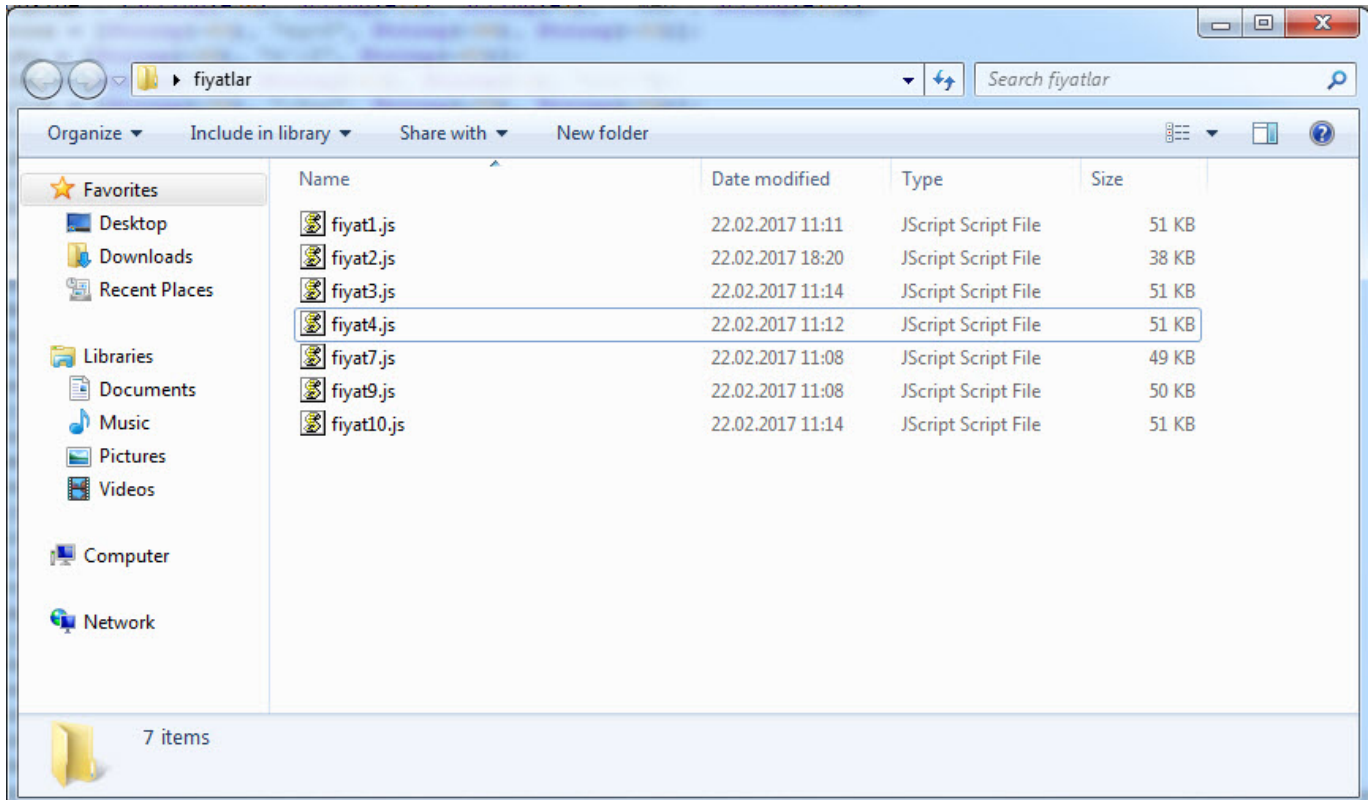 fiyatlar
Search fiyatlar
Organize Include in library Share with New folder
Name Date modified Type Size
Favorites
Desktop
Downloads
Recent Places
Libraries
Documents
Music
Pictures
Videos
Computer
Network
fiyat1.js 22.02.2017 11:11 JScript Script File 51 KB
fiyat2.js 22.02.2017 18:20 JScript Script File 38 KB
fiyat3.js 22.02.2017 11:14 JScript Script File 51 KB
fiyat4.js 22.02.2017 11:12 JScript Script File 51 KB
fiyat7.js 22.02.2017 11:08 JScript Script File 49 KB
fiyat9.js 22.02.2017 11:08 JScript Script File 50 KB
fiyat10.js 22.02.2017 11:14 JScript Script File 51 KB
7 items